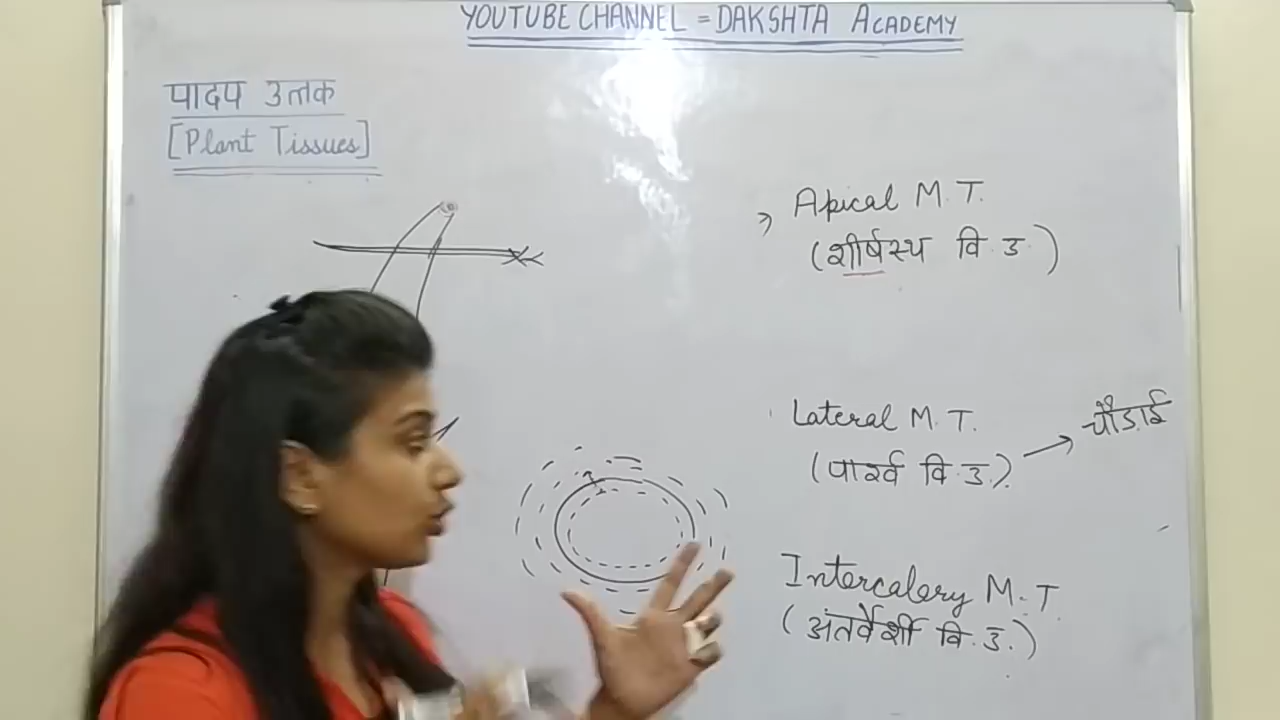 YOUTUBE CHANNEL = DAKSHTA ACADEMY
पादप उत्तक
[Plant Tissues]
Apical M.T.
(शीर्षस्थ वि.उ.)
Lateral M.T.
(पार्श्व वि.उ.) → चौडाई
Intercalery M.T
(अंतर्वेशी वि.उ.)